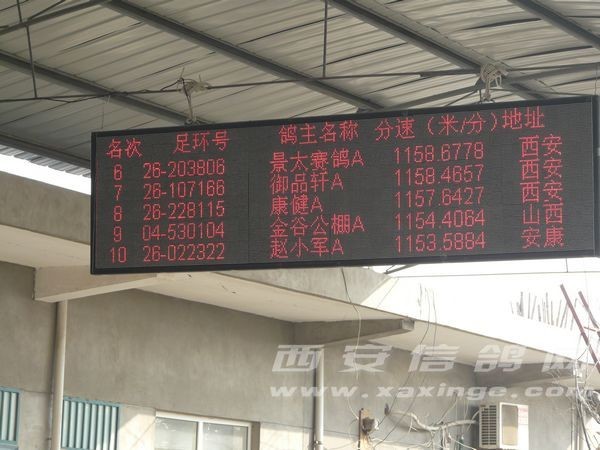 名次 足环号 鸽主名称 分速（米/分）地址
6 26-203806 景太赛鸽A 1158.6778 西安
7 26-107166 御品轩A 1158.4657 西安
8 26-228115 康健A 1157.6427 西安
9 04-530104 金谷公棚A 1154.4064 山西
10 26-022322 赵小军A 1153.5884 安康
西安信鸽网
www.xaxinge.com